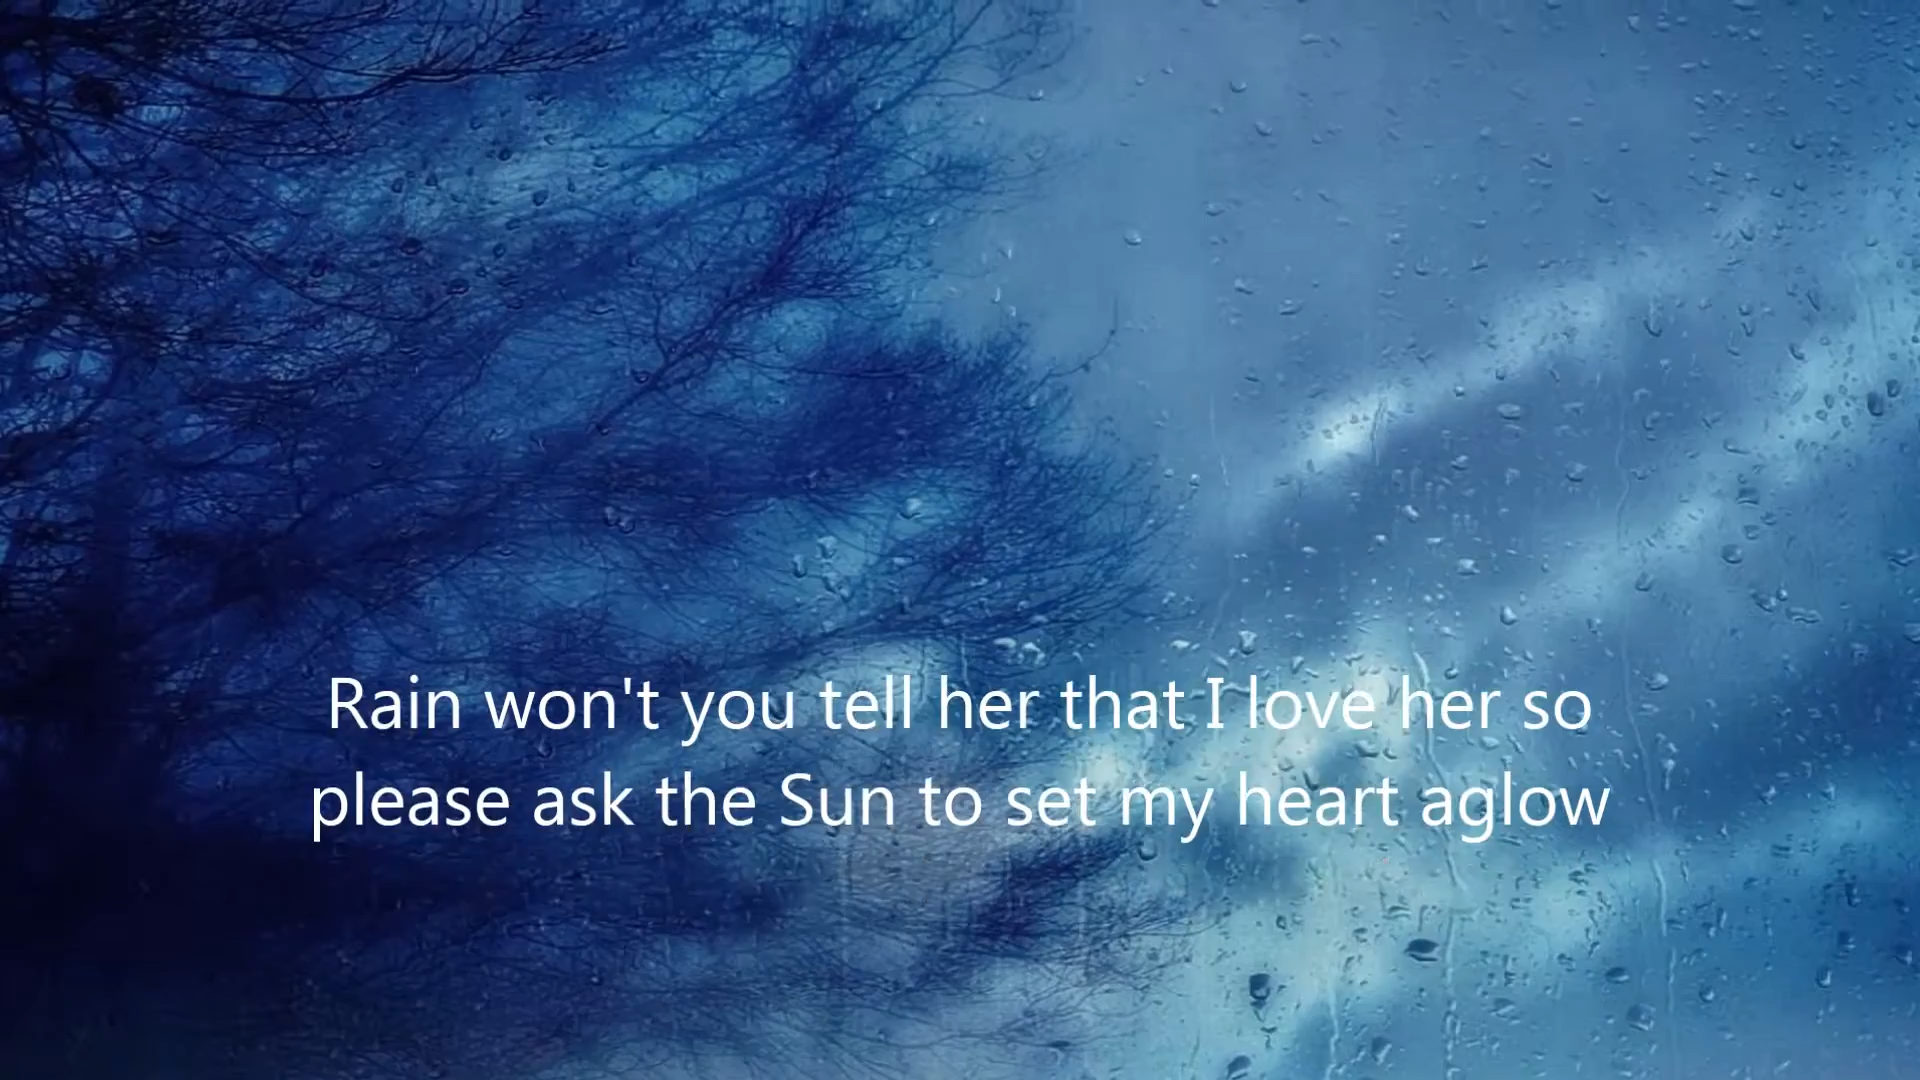 Rain won't you tell her that I love her so
please ask the Sun to set my heart aglow